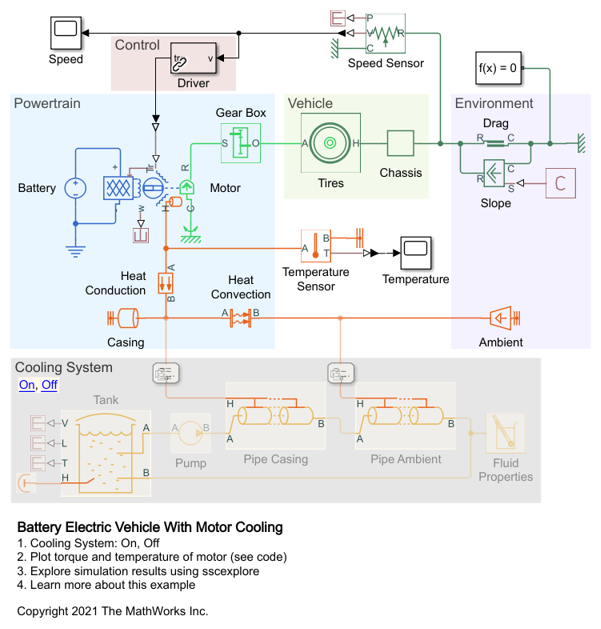 P
V
R
C
Speed
Control
tr
v
Driver
Speed Sensor
f(x) = 0
Powertrain
Vehicle
Environment
Gear Box
S
O
A
H
Tires
Chassis
Drag
R
C
R
C
S
C
Slope
Battery
+
-
Tr
w
H
R
C
Motor
A
B
T
Temperature
Sensor
Temperature
Heat
Conduction
A
B
Heat
Convection
A
B
Casing
Ambient
Cooling System
On, Off
Tank
V
L
T
H
A
B
A
B
Pump
H
A
B
Pipe Casing
H
A
B
Pipe Ambient
Fluid
Properties
Battery Electric Vehicle With Motor Cooling
1. Cooling System: On, Off
2. Plot torque and temperature of motor (see code)
3. Explore simulation results using sscexplore
4. Learn more about this example
Copyright 2021 The MathWorks Inc.